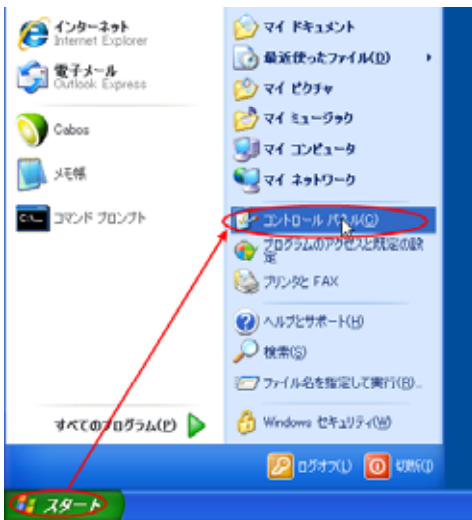 インターネット
Internet Explorer
電子メール
Outlook Express
Cabos
メモ帳
コマンド プロンプト
すべてのプログラム(P)
マイ ドキュメント
最近使ったファイル(D)
マイ ピクチャ
マイ ミュージック
マイ コンピュータ
マイ ネットワーク
コントロール パネル(C)
プログラムのアクセスと既定の設
定
プリンタと FAX
ヘルプとサポート(H)
検索(S)
ファイル名を指定して実行(R)...
Windows セキュリティ(W)
ログオフ(L)
切断(I)
スタート